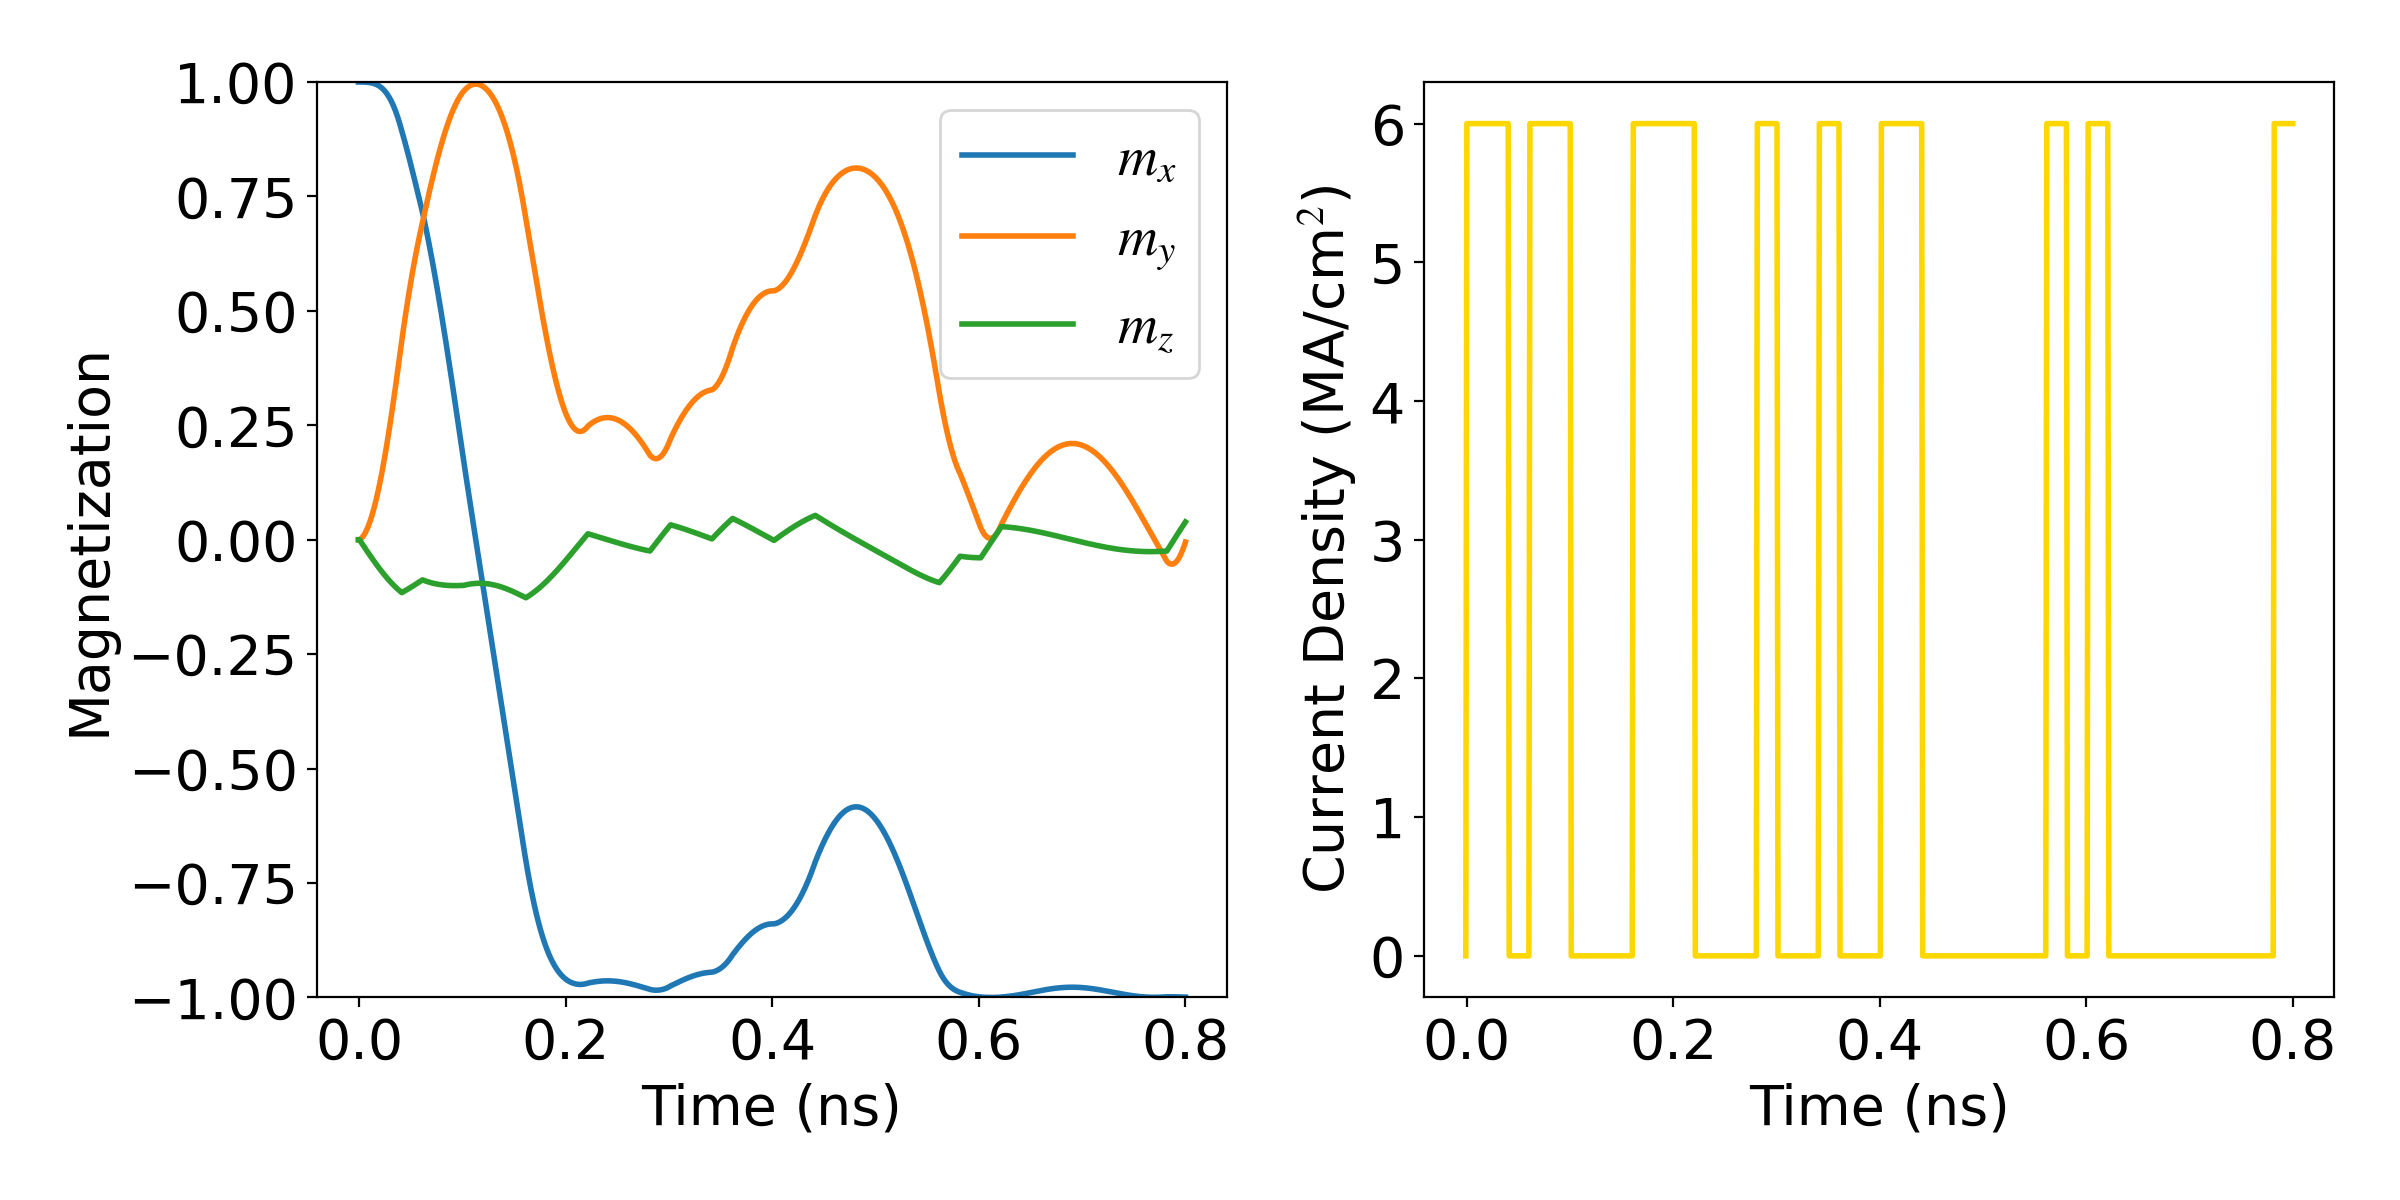 1.00
0.75
0.50
0.25
0.00
−0.25
−0.50
−0.75
−1.00
Magnetization
0.0 0.2 0.4 0.6 0.8
Time (ns)
m_x
m_y
m_z
6
5
4
3
2
1
0
Current Density (MA/cm²)
0.0 0.2 0.4 0.6 0.8
Time (ns)